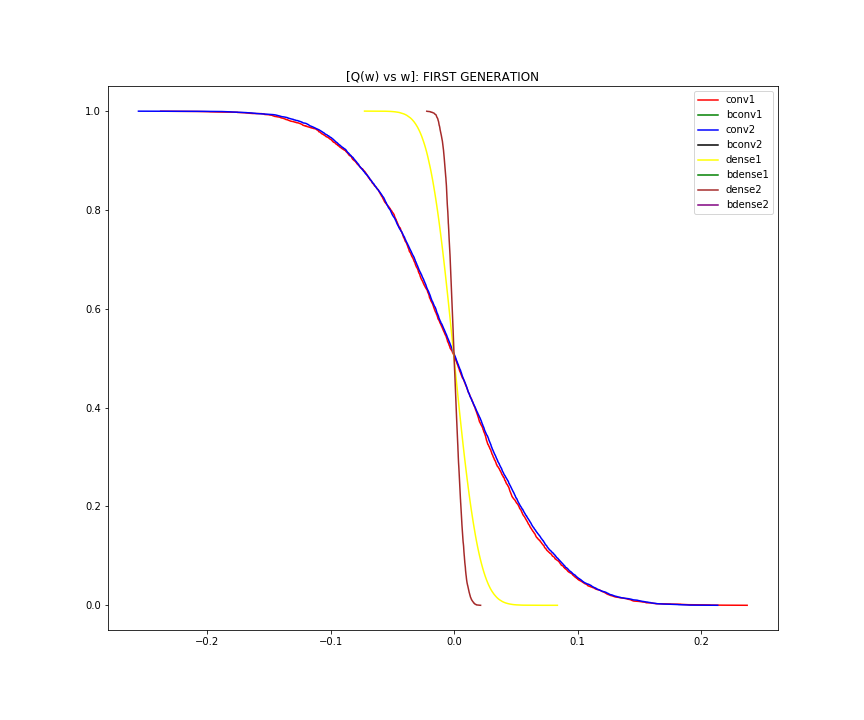 [Q(w) vs w]: FIRST GENERATION
conv1
bconv1
conv2
bconv2
dense1
bdense1
dense2
bdense2
1.0
0.8
0.6
0.4
0.2
0.0
−0.2 −0.1 0.0 0.1 0.2